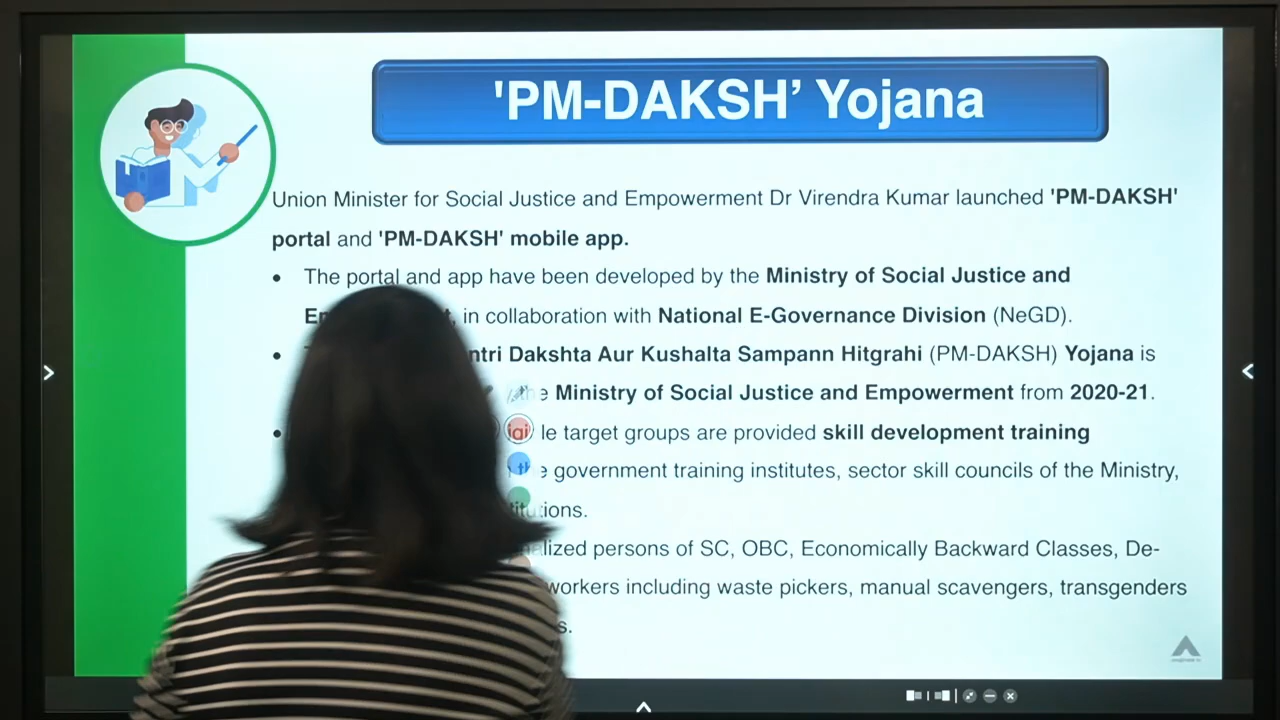 'PM-DAKSH’ Yojana
Union Minister for Social Justice and Empowerment Dr Virendra Kumar launched 'PM-DAKSH'
portal and 'PM-DAKSH' mobile app.
• The portal and app have been developed by the Ministry of Social Justice and
in collaboration with National E-Governance Division (NeGD).
• Dakshta Aur Kushalta Sampann Hitgrahi (PM-DAKSH) Yojana is
the Ministry of Social Justice and Empowerment from 2020-21.
• target groups are provided skill development training
government training institutes, sector skill councils of the Ministry,
persons of SC, OBC, Economically Backward Classes, De-
workers including waste pickers, manual scavengers, transgenders